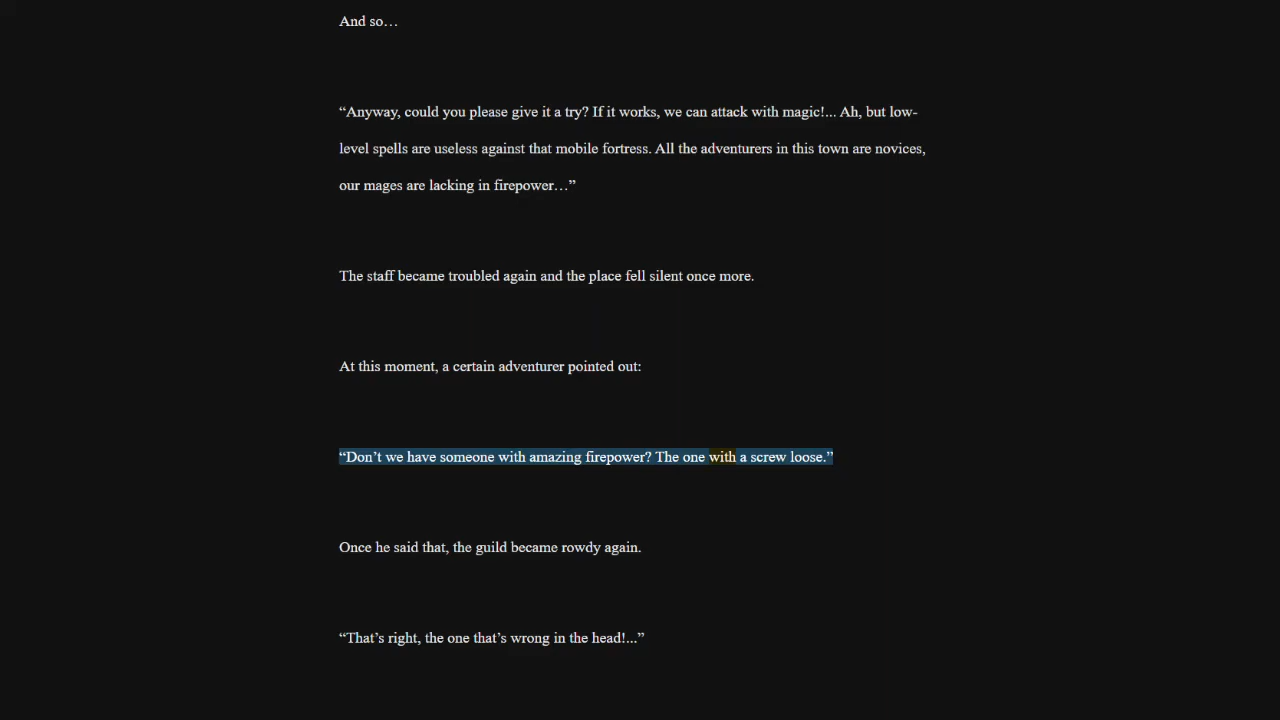 And so…
“Anyway, could you please give it a try? If it works, we can attack with magic!... Ah, but low-
level spells are useless against that mobile fortress. All the adventurers in this town are novices,
our mages are lacking in firepower…”
The staff became troubled again and the place fell silent once more.
At this moment, a certain adventurer pointed out:
“Don’t we have someone with amazing firepower? The one with a screw loose.”
Once he said that, the guild became rowdy again.
“That’s right, the one that’s wrong in the head!...”